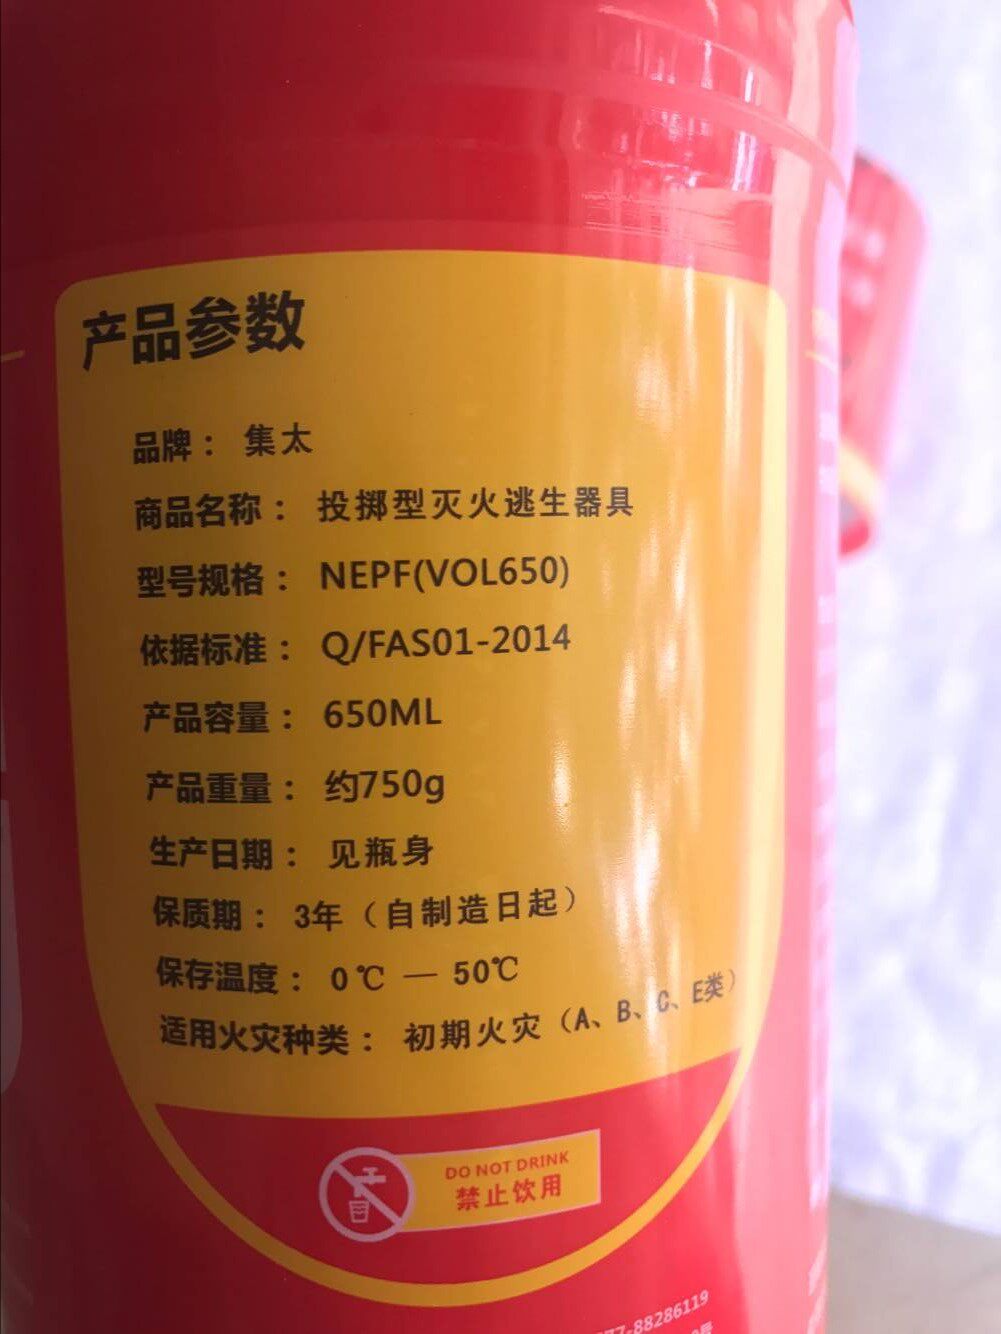 产品参数
品牌： 集太
商品名称： 投掷型灭火逃生器具
型号规格： NEPF(VOL650)
依据标准： Q/FAS01-2014
产品容量： 650ML
产品重量： 约750g
生产日期： 见瓶身
保质期： 3年（自制造日起）
保存温度： 0℃ — 50℃
适用火灾种类： 初期火灾（A、B、C、E类）
DO NOT DRINK
禁止饮用
77-88286119